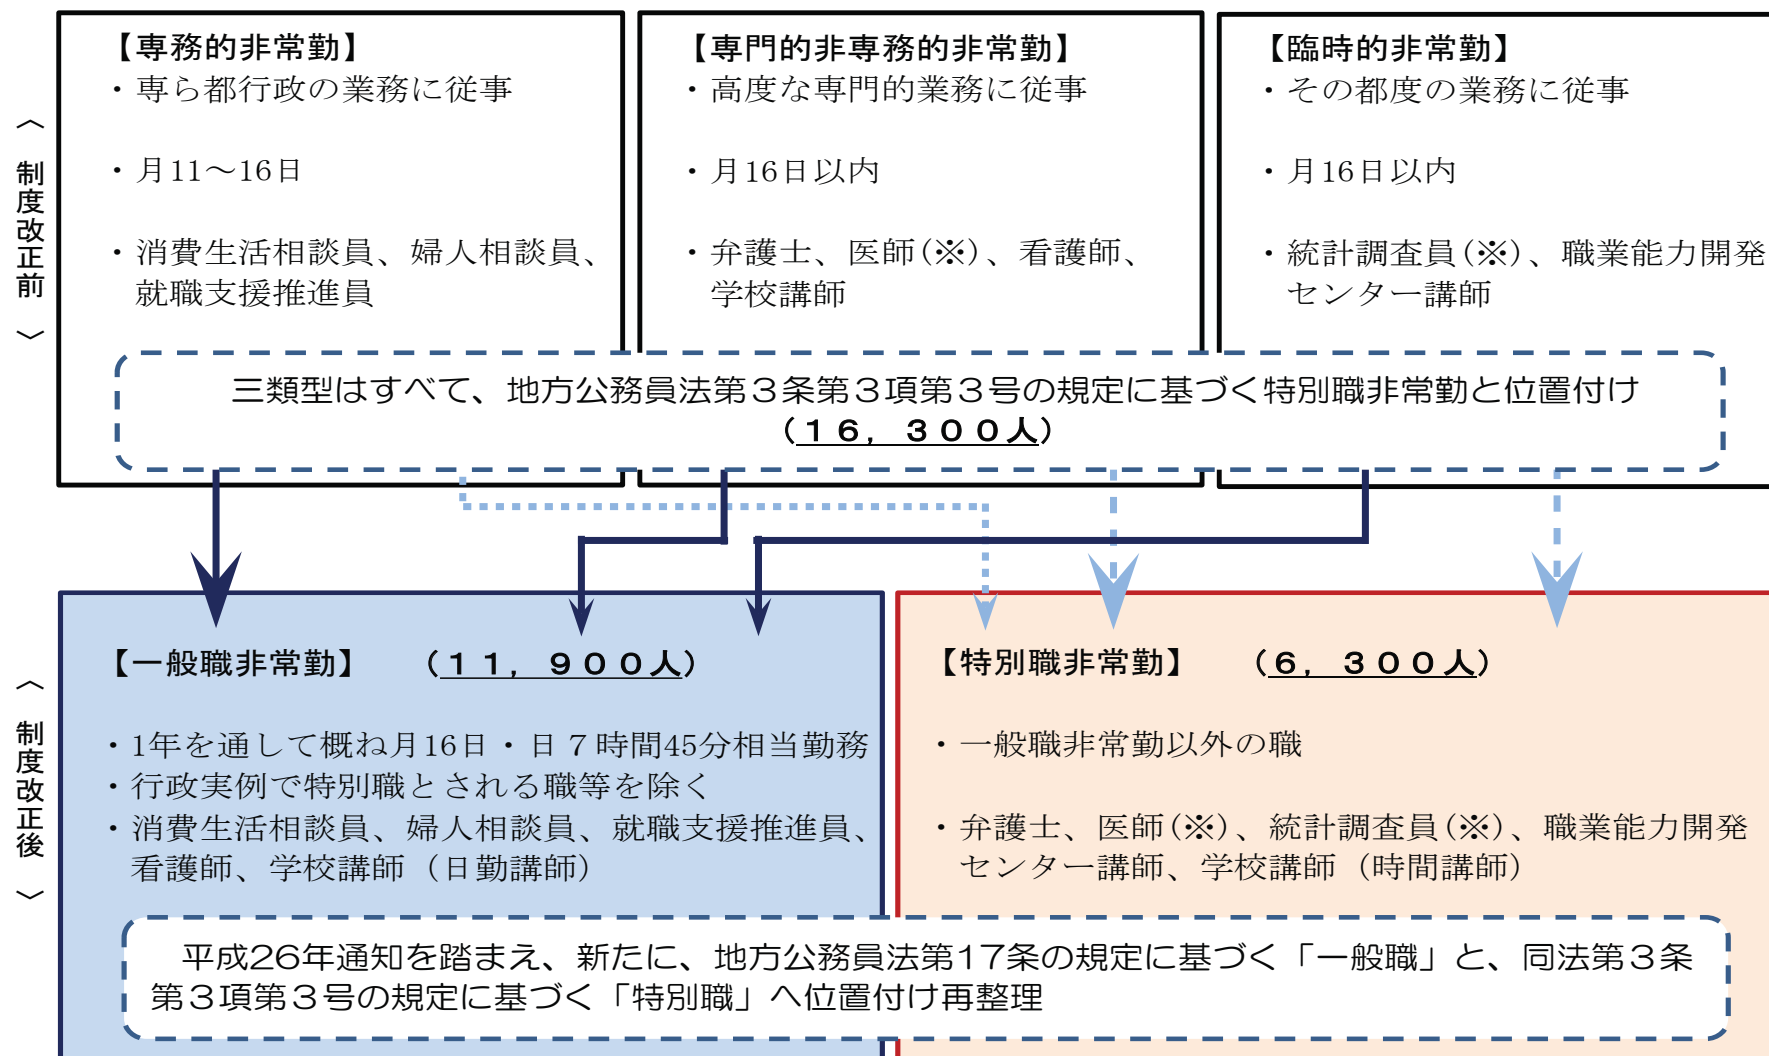 〈 制度改正前 〉
【専務的非常勤】
・専ら都行政の業務に従事
・月11～16日
・消費生活相談員、婦人相談員、
就職支援推進員
【専門的非専務的非常勤】
・高度な専門的業務に従事
・月16日以内
・弁護士、医師(※)、看護師、
学校講師
【臨時的非常勤】
・その都度の業務に従事
・月16日以内
・統計調査員(※)、職業能力開発
センター講師
三類型はすべて、地方公務員法第３条第３項第３号の規定に基づく特別職非常勤と位置付け
（１６，３００人）
〈 制度改正後 〉
【一般職非常勤】 （１１，９００人）
・1年を通して概ね月16日・日７時間45分相当勤務
・行政実例で特別職とされる職等を除く
・消費生活相談員、婦人相談員、就職支援推進員、
看護師、学校講師（日勤講師）
【特別職非常勤】 （６，３００人）
・一般職非常勤以外の職
・弁護士、医師(※)、統計調査員(※)、職業能力開発
センター講師、学校講師（時間講師）
平成26年通知を踏まえ、新たに、地方公務員法第17条の規定に基づく「一般職」と、同法第３条
第３項第３号の規定に基づく「特別職」へ位置付け再整理